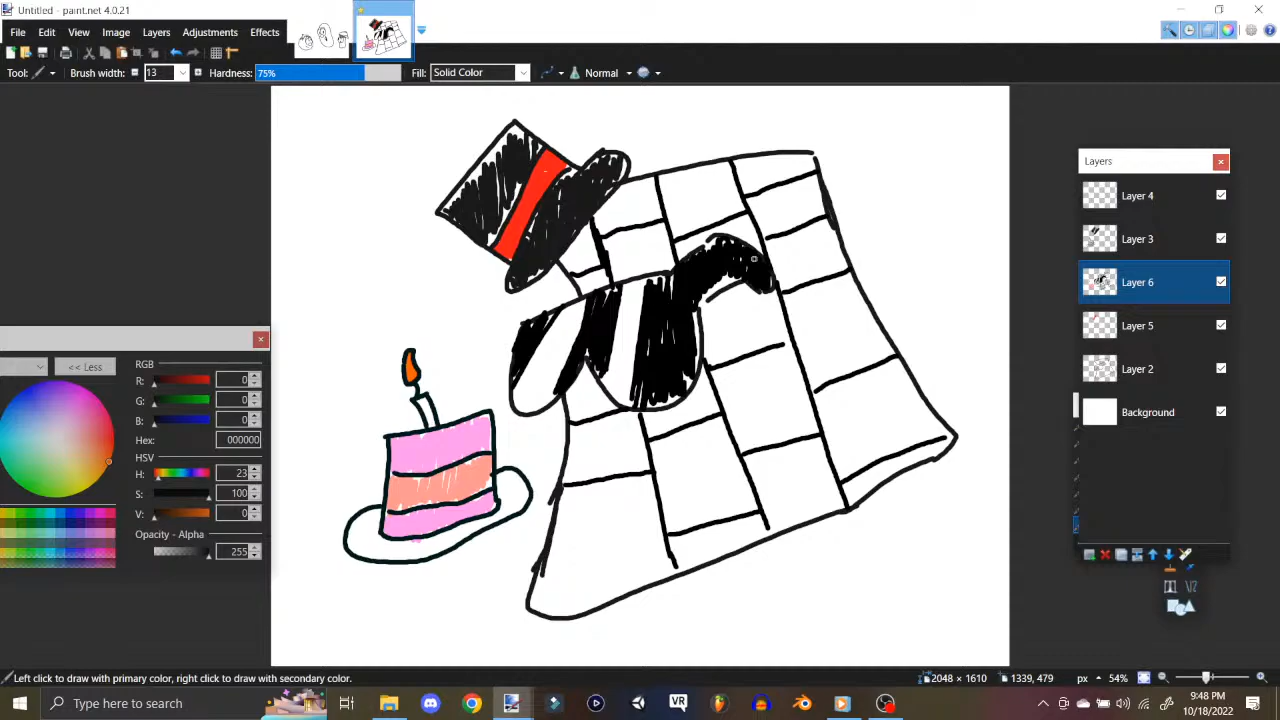 Untitled - paint.net 4.0.21
File Edit View Image Layers Adjustments Effects
Tool: Brush width: 13 Hardness: 75% Fill: Solid Color Normal
Layers
Layer 4
Layer 3
Layer 6
Layer 5
Layer 2
Background
<< Less
RGB
R: 0
G: 0
B: 0
Hex: 000000
HSV
H: 23
S: 100
V: 0
Opacity - Alpha
255
Left click to draw with primary color, right click to draw with secondary color.
2048 × 1610 1339, 479 px 54%
Type here to search
VR
9:48 PM
10/18/2022